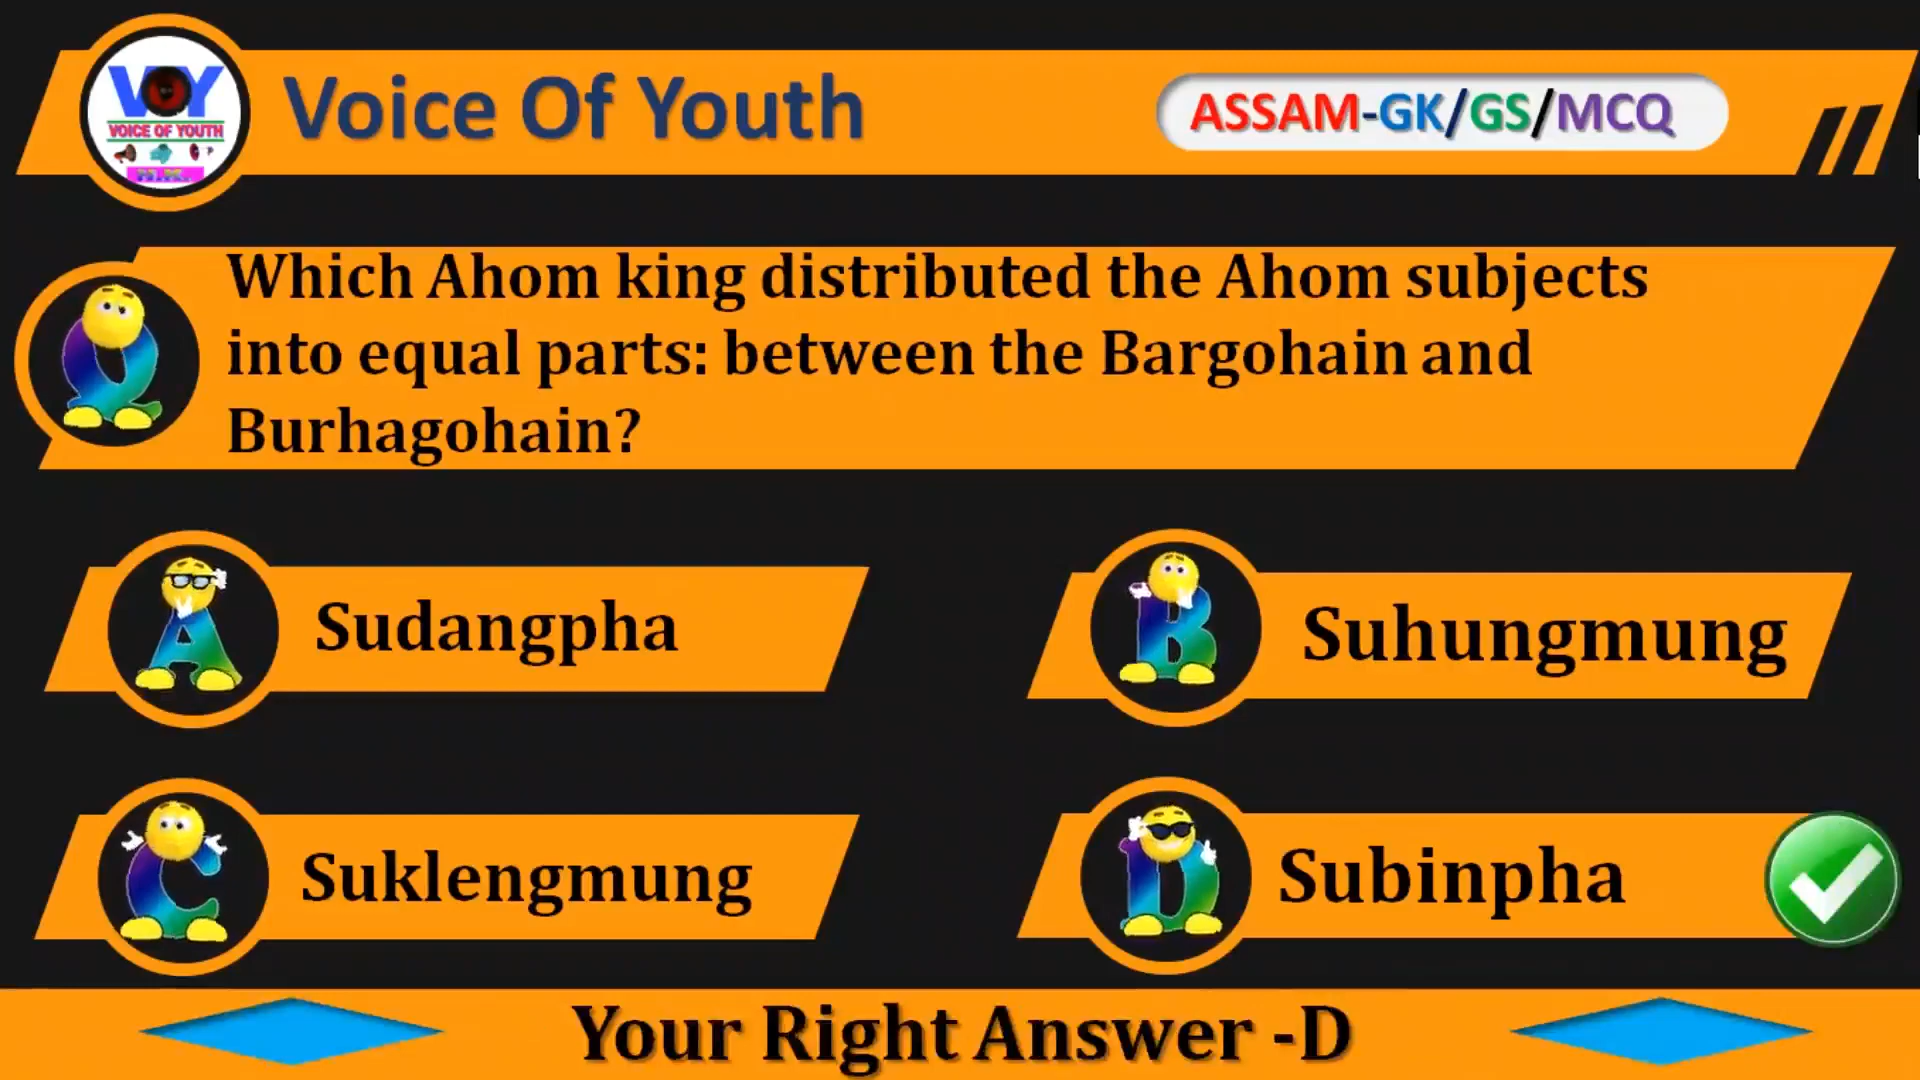 VOY
VOICE OF YOUTH
Voice Of Youth
ASSAM-GK/GS/MCQ
Q
Which Ahom king distributed the Ahom subjects
into equal parts: between the Bargohain and
Burhagohain?
A
Sudangpha
B
Suhungmung
C
Suklengmung
D
Subinpha
Your Right Answer -D